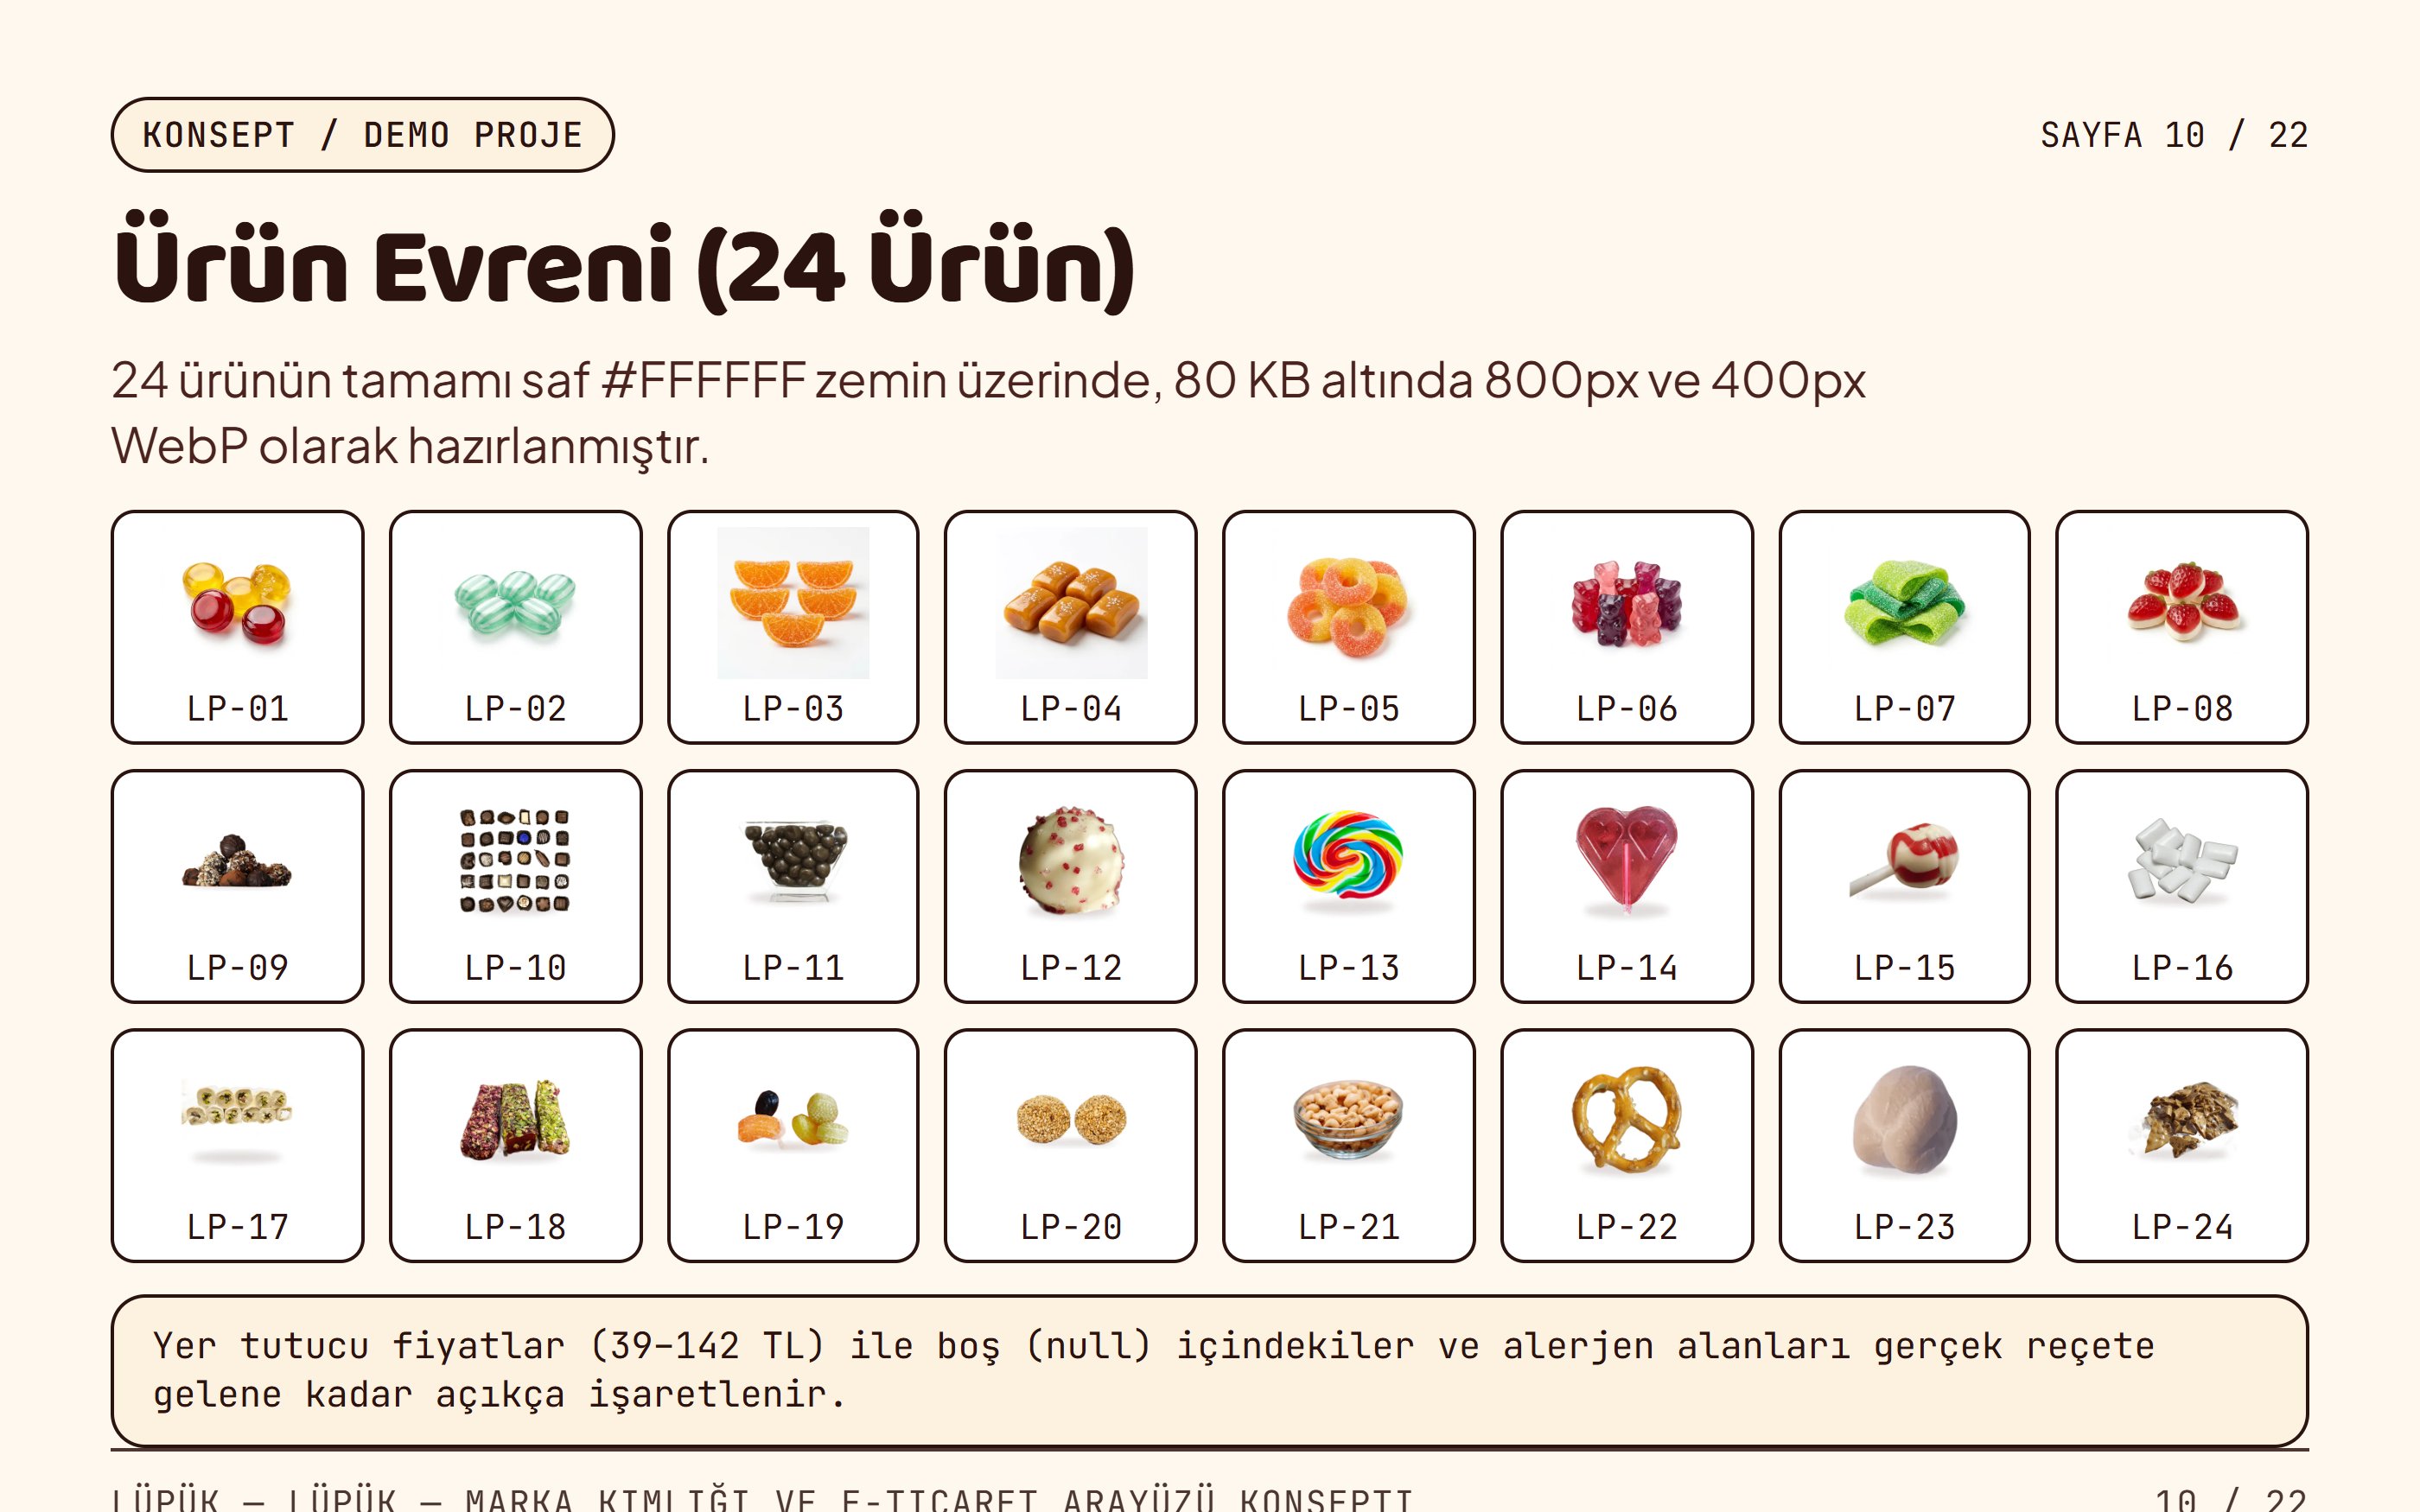 KONSEPT / DEMO PROJE
SAYFA 10 / 22
Ürün Evreni (24 Ürün)
24 ürünün tamamı saf #FFFFFF zemin üzerinde, 80 KB altında 800px ve 400px
WebP olarak hazırlanmıştır.
LP-01
LP-02
LP-03
LP-04
LP-05
LP-06
LP-07
LP-08
LP-09
LP-10
LP-11
LP-12
LP-13
LP-14
LP-15
LP-16
LP-17
LP-18
LP-19
LP-20
LP-21
LP-22
LP-23
LP-24
Yer tutucu fiyatlar (39–142 TL) ile boş (null) içindekiler ve alerjen alanları gerçek reçete
gelene kadar açıkça işaretlenir.
LÜPÜK — LÜPÜK — MARKA KIMLIĞI VE E-TICARET ARAYÜZÜ KONSEPTI
10 / 22